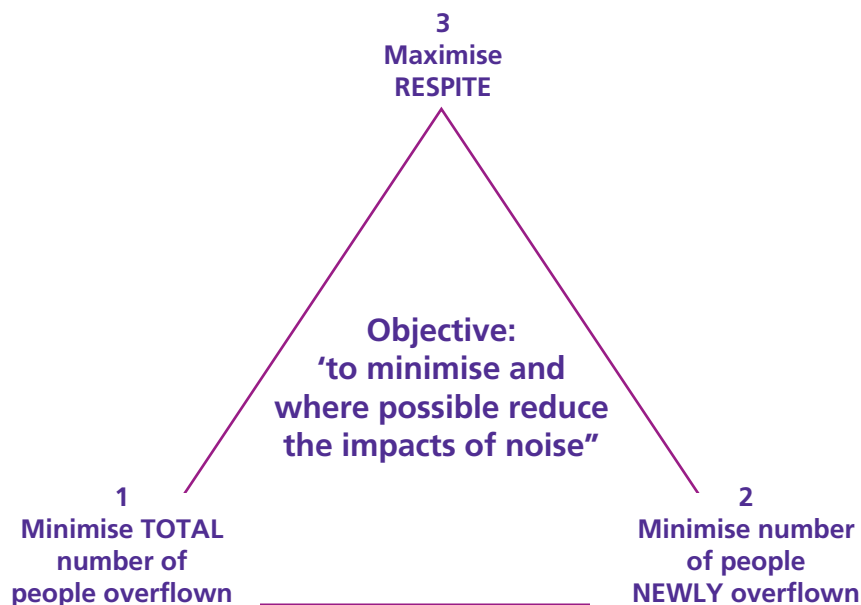 3
Maximise
RESPITE
Objective:
‘to minimise and
where possible reduce
the impacts of noise”
1
Minimise TOTAL
number of
people overflown
2
Minimise number
of people
NEWLY overflown